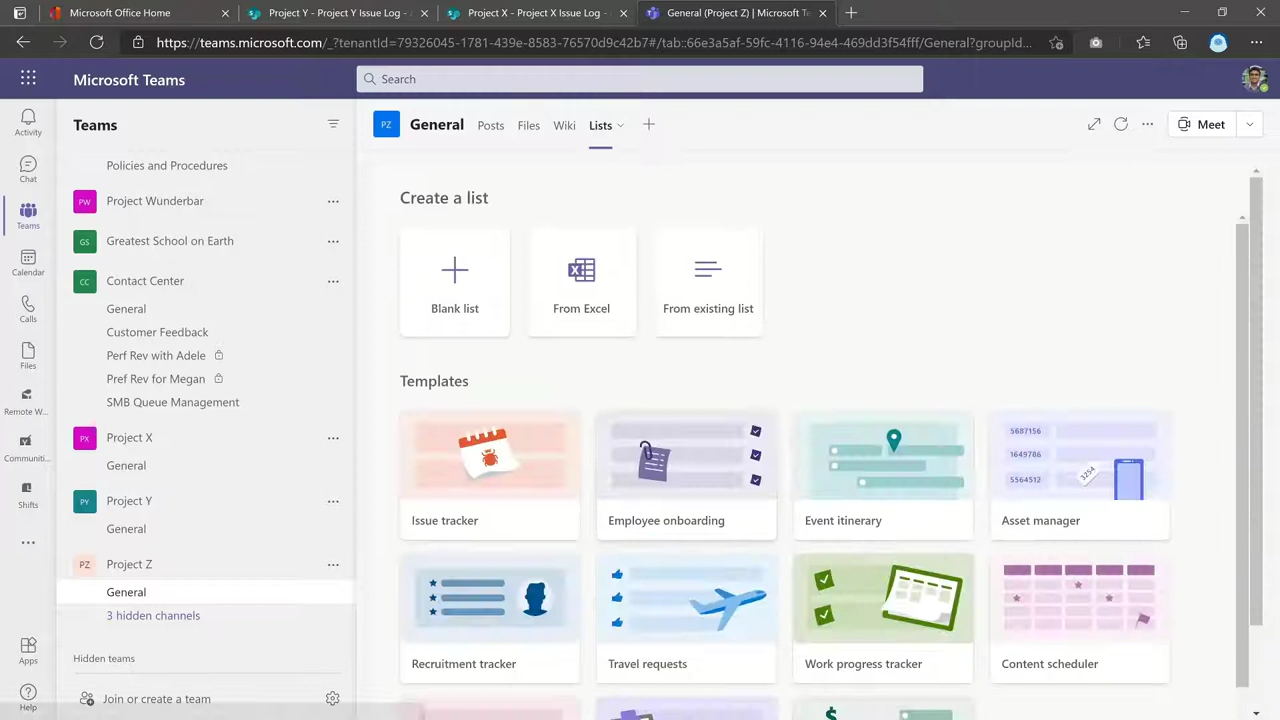 Microsoft Office Home
Project Y - Project Y Issue Log - A
Project X - Project X Issue Log -
General (Project Z) | Microsoft Te
https://teams.microsoft.com/_?tenantId=79326045-1781-439e-8583-76570d9c42b7#/tab::66e3a5af-59fc-4116-94e4-469dd3f54fff/General?groupId...
Microsoft Teams
Search
Activity
Chat
Teams
Calendar
Calls
Files
Remote W...
Communiti...
Shifts
Apps
Help
Teams
Policies and Procedures
PW Project Wunderbar
GS Greatest School on Earth
CC Contact Center
General
Customer Feedback
Perf Rev with Adele
Pref Rev for Megan
SMB Queue Management
PX Project X
General
PY Project Y
General
PZ Project Z
General
3 hidden channels
Hidden teams
Join or create a team
PZ General Posts Files Wiki Lists
Meet
Create a list
Blank list
From Excel
From existing list
Templates
5687156
1649786
5564512
3254
Issue tracker
Employee onboarding
Event itinerary
Asset manager
Recruitment tracker
Travel requests
Work progress tracker
Content scheduler